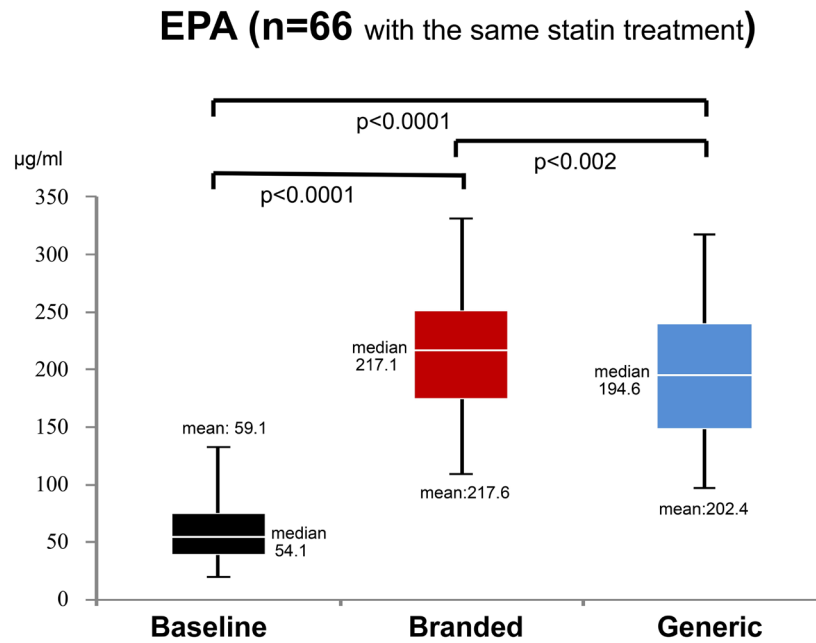 EPA (n=66 with the same statin treatment)
p<0.0001
p<0.002
p<0.0001
µg/ml
350
300
250
200
150
100
50
0
mean: 59.1
median
54.1
median
217.1
mean:217.6
median
194.6
mean:202.4
Baseline
Branded
Generic